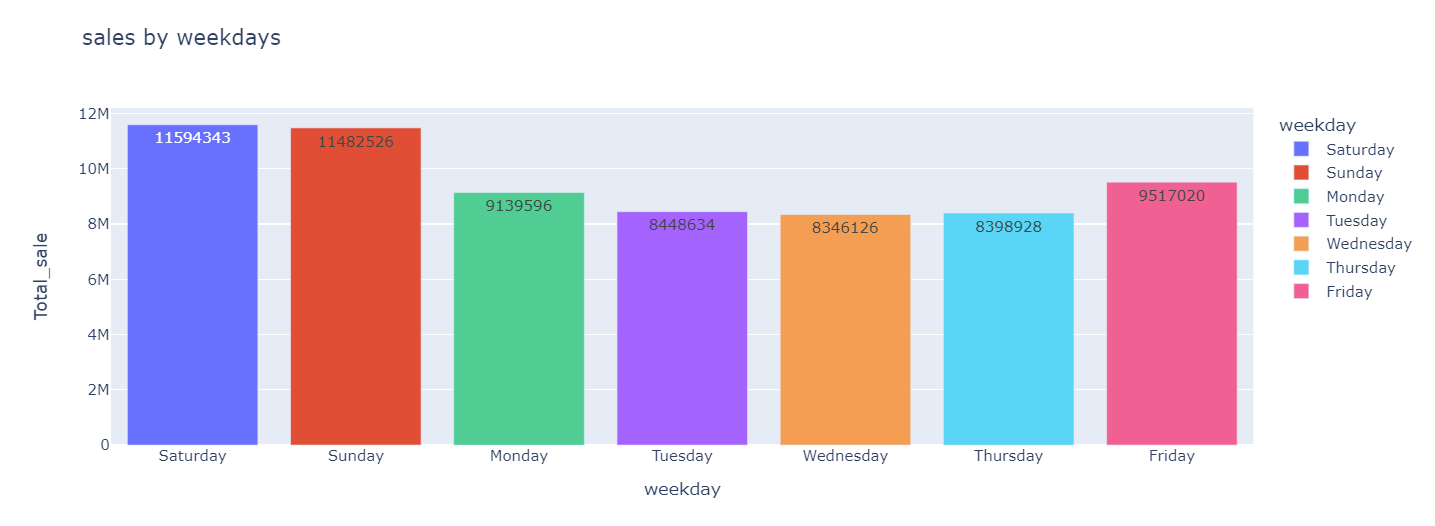 sales by weekdays
Total_sale
12M
10M
8M
6M
4M
2M
0
11594343
11482526
9139596
8448634
8346126
8398928
9517020
Saturday Sunday Monday Tuesday Wednesday Thursday Friday
weekday
weekday
Saturday
Sunday
Monday
Tuesday
Wednesday
Thursday
Friday